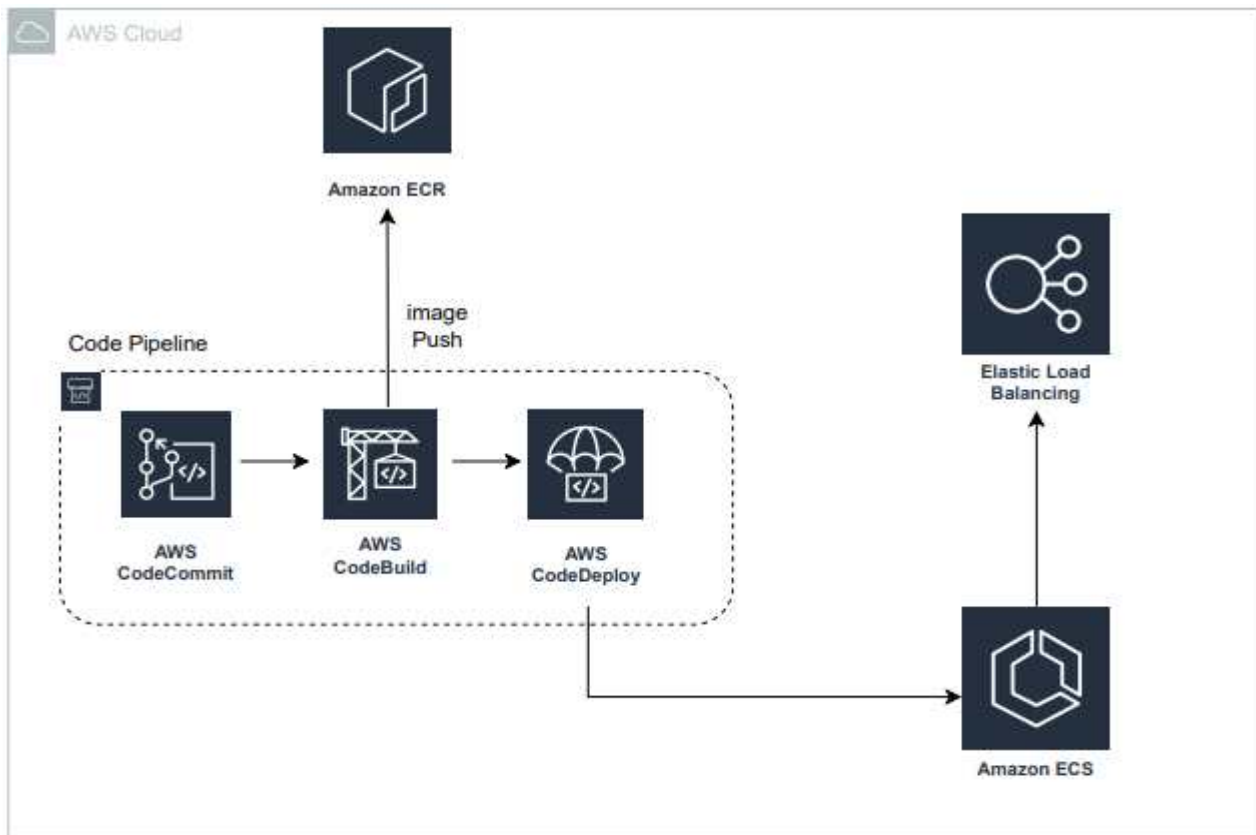 AWS Cloud
Amazon ECR
image
Push
Code Pipeline
Elastic Load
Balancing
AWS
CodeCommit
AWS
CodeBuild
AWS
CodeDeploy
Amazon ECS